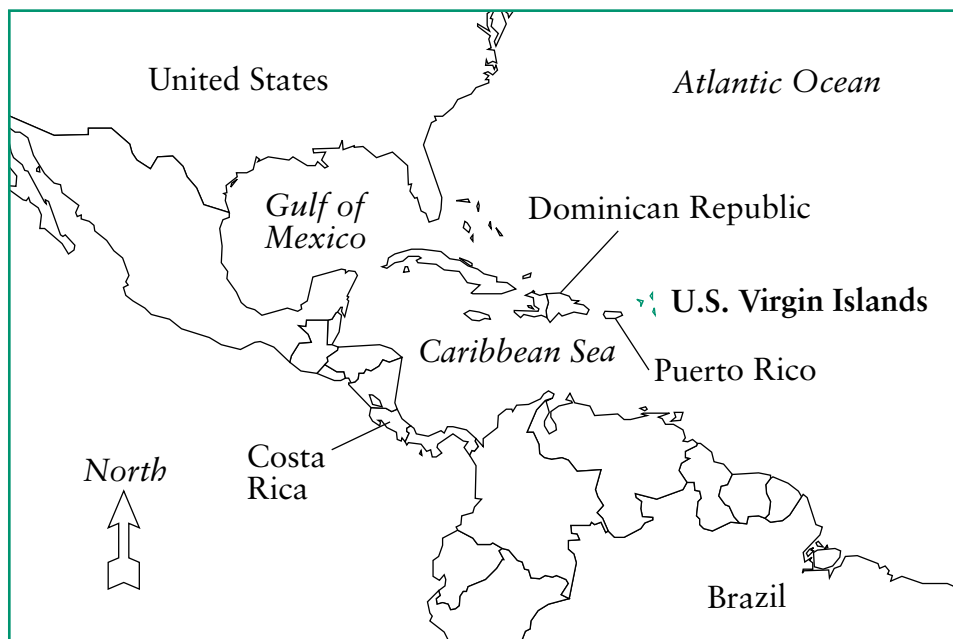 United States
Atlantic Ocean
Gulf of
Mexico
Dominican Republic
U.S. Virgin Islands
Caribbean Sea
Puerto Rico
Costa
Rica
North
Brazil